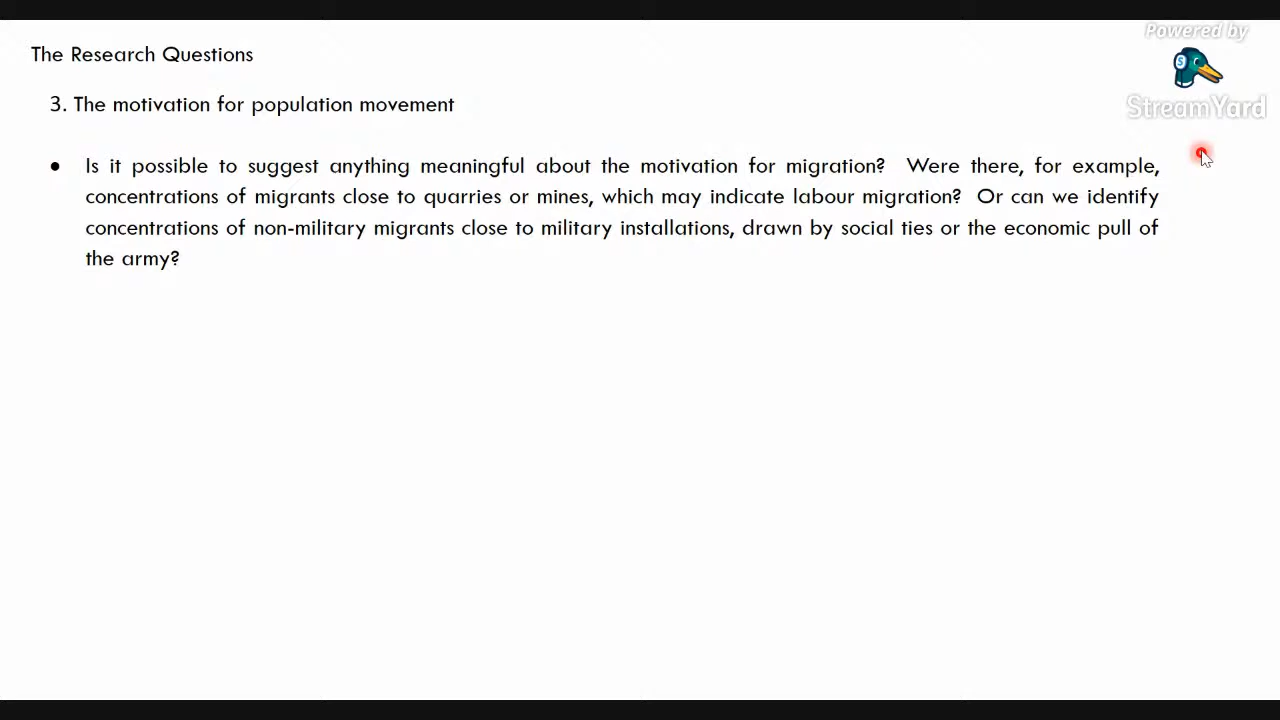 The Research Questions
Powered by
StreamYard
3. The motivation for population movement
• Is it possible to suggest anything meaningful about the motivation for migration? Were there, for example,
concentrations of migrants close to quarries or mines, which may indicate labour migration? Or can we identify
concentrations of non-military migrants close to military installations, drawn by social ties or the economic pull of
the army?